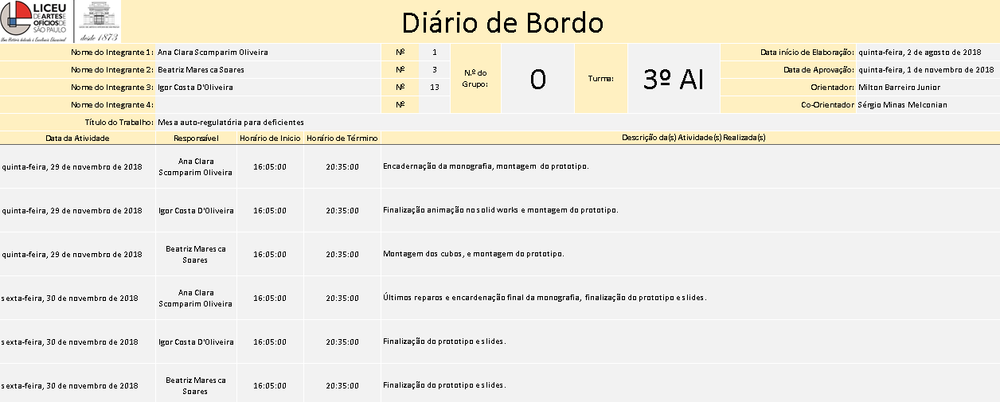 LICEU
DE ARTES E
OFÍCIOS DE
SÃO PAULO
Uma História dedicada à Excelência Educacional
desde 1873
Diário de Bordo
Nome do Integrante 1: Ana Clara Scomparim Oliveira Nº 1
Nome do Integrante 2: Beatriz Maresca Soares Nº 3
Nome do Integrante 3: Igor Costa D'Oliveira Nº 13
Nome do Integrante 4: Nº
N.º do
Grupo:
0
Turma:
3º AI
Data início de Elaboração: quinta-feira, 2 de agosto de 2018
Data de Aprovação: quinta-feira, 1 de novembro de 2018
Orientador: Milton Barreiro Junior
Co-Orientador Sérgio Minas Melconian
Título do Trabalho: Mesa auto-regulatória para deficientes
Data da Atividade Responsável Horário de Inicio Horário de Término Descrição da(s) Atividade(s) Realizada(s)
quinta-feira, 29 de novembro de 2018 Ana Clara
Scomparim Oliveira 16:05:00 20:35:00 Encadernação da monografia, montagem do prototipo.
quinta-feira, 29 de novembro de 2018 Igor Costa D'Oliveira 16:05:00 20:35:00 Finalização animação no solid works e montagem do prototipo.
quinta-feira, 29 de novembro de 2018 Beatriz Maresca
Soares 16:05:00 20:35:00 Montagem dos cubos, e montagem do prototipo.
sexta-feira, 30 de novembro de 2018 Ana Clara
Scomparim Oliveira 16:05:00 20:35:00 Últimos reparos e encardenação final da monografia, finalização do prototipo e slides.
sexta-feira, 30 de novembro de 2018 Igor Costa D'Oliveira 16:05:00 20:35:00 Finalização do prototipo e slides.
sexta-feira, 30 de novembro de 2018 Beatriz Maresca
Soares 16:05:00 20:35:00 Finalização do prototipo e slides.